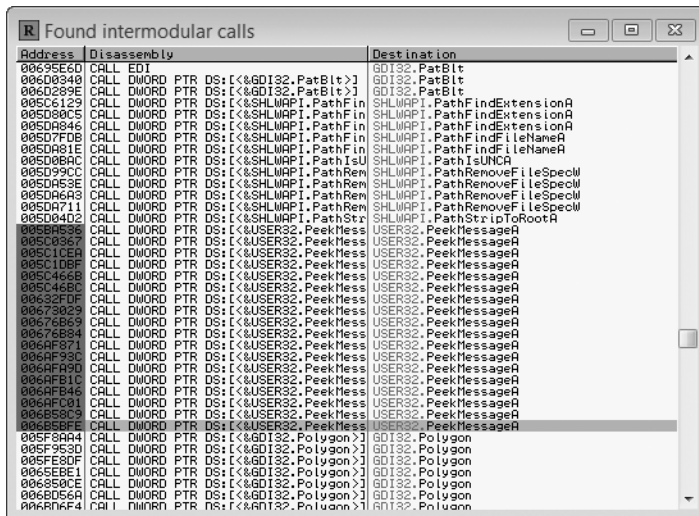 R Found intermodular calls
Address Disassembly Destination
00695E6D CALL EDI GDI32.PatBlt
006D0340 CALL DWORD PTR DS:[<&GDI32.PatBlt>] GDI32.PatBlt
006D289E CALL DWORD PTR DS:[<&GDI32.PatBlt>] GDI32.PatBlt
005C6129 CALL DWORD PTR DS:[<&SHLWAPI.PathFin SHLWAPI.PathFindExtensionA
005D80C5 CALL DWORD PTR DS:[<&SHLWAPI.PathFin SHLWAPI.PathFindExtensionA
005DA846 CALL DWORD PTR DS:[<&SHLWAPI.PathFin SHLWAPI.PathFindExtensionA
005D7FDB CALL DWORD PTR DS:[<&SHLWAPI.PathFin SHLWAPI.PathFindFileNameA
005DA81E CALL DWORD PTR DS:[<&SHLWAPI.PathFin SHLWAPI.PathFindFileNameA
005D0BAC CALL DWORD PTR DS:[<&SHLWAPI.PathIsU SHLWAPI.PathIsUNCA
005D99CC CALL DWORD PTR DS:[<&SHLWAPI.PathRem SHLWAPI.PathRemoveFileSpecW
005DA53E CALL DWORD PTR DS:[<&SHLWAPI.PathRem SHLWAPI.PathRemoveFileSpecW
005DA6A3 CALL DWORD PTR DS:[<&SHLWAPI.PathRem SHLWAPI.PathRemoveFileSpecW
005DA711 CALL DWORD PTR DS:[<&SHLWAPI.PathRem SHLWAPI.PathRemoveFileSpecW
005D04D2 CALL DWORD PTR DS:[<&SHLWAPI.PathStr SHLWAPI.PathStripToRootA
005BA536 CALL DWORD PTR DS:[<&USER32.PeekMess USER32.PeekMessageA
005C0367 CALL DWORD PTR DS:[<&USER32.PeekMess USER32.PeekMessageA
005C1CEA CALL DWORD PTR DS:[<&USER32.PeekMess USER32.PeekMessageA
005C1DBF CALL DWORD PTR DS:[<&USER32.PeekMess USER32.PeekMessageA
005C466B CALL DWORD PTR DS:[<&USER32.PeekMess USER32.PeekMessageA
005C46BC CALL DWORD PTR DS:[<&USER32.PeekMess USER32.PeekMessageA
00632FDF CALL DWORD PTR DS:[<&USER32.PeekMess USER32.PeekMessageA
00673029 CALL DWORD PTR DS:[<&USER32.PeekMess USER32.PeekMessageA
00676B69 CALL DWORD PTR DS:[<&USER32.PeekMess USER32.PeekMessageA
00676B84 CALL DWORD PTR DS:[<&USER32.PeekMess USER32.PeekMessageA
006AF871 CALL DWORD PTR DS:[<&USER32.PeekMess USER32.PeekMessageA
006AF93C CALL DWORD PTR DS:[<&USER32.PeekMess USER32.PeekMessageA
006AFA9D CALL DWORD PTR DS:[<&USER32.PeekMess USER32.PeekMessageA
006AFB1C CALL DWORD PTR DS:[<&USER32.PeekMess USER32.PeekMessageA
006AFB46 CALL DWORD PTR DS:[<&USER32.PeekMess USER32.PeekMessageA
006AFC01 CALL DWORD PTR DS:[<&USER32.PeekMess USER32.PeekMessageA
006B58C9 CALL DWORD PTR DS:[<&USER32.PeekMess USER32.PeekMessageA
006B5BFE CALL DWORD PTR DS:[<&USER32.PeekMess USER32.PeekMessageA
005F8AA4 CALL DWORD PTR DS:[<&GDI32.Polygon>] GDI32.Polygon
005F953D CALL DWORD PTR DS:[<&GDI32.Polygon>] GDI32.Polygon
005FE8DF CALL DWORD PTR DS:[<&GDI32.Polygon>] GDI32.Polygon
0065EBE1 CALL DWORD PTR DS:[<&GDI32.Polygon>] GDI32.Polygon
006850CE CALL DWORD PTR DS:[<&GDI32.Polygon>] GDI32.Polygon
006BD56A CALL DWORD PTR DS:[<&GDI32.Polygon>] GDI32.Polygon
006BD6F4 CALL DWORD PTR DS:[<&GDI32.Polygon>] GDI32.Polygon